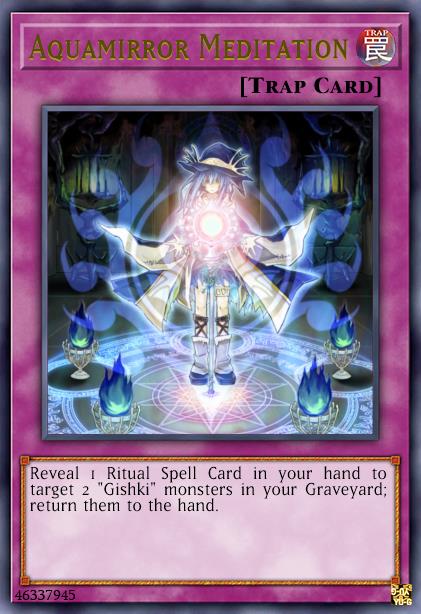 Aquamirror Meditation
TRAP
罠
[Trap Card]
Reveal 1 Ritual Spell Card in your hand to
target 2 "Gishki" monsters in your Graveyard;
return them to the hand.
46337945